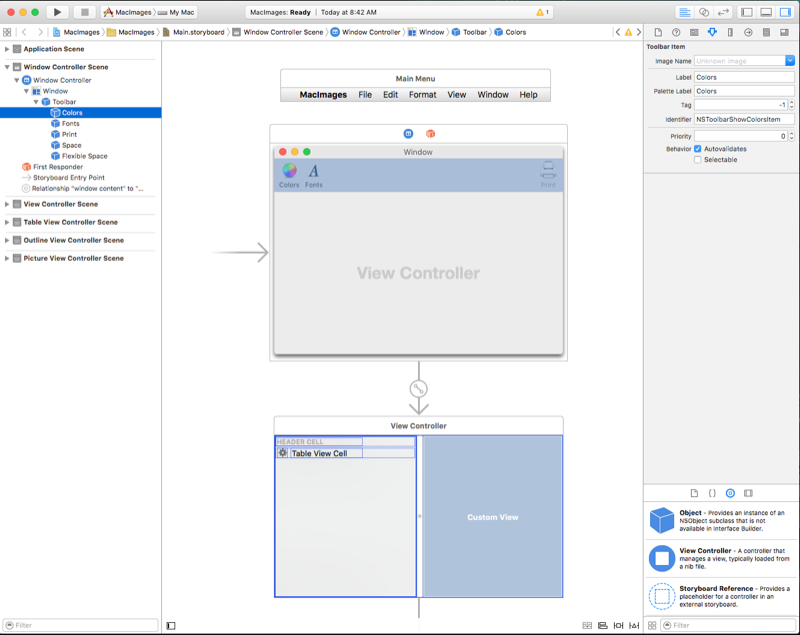 MacImages
My Mac
MacImages: Ready | Today at 8:42 AM
1
MacImages
MacImages
Main.storyboard
Window Controller Scene
Window Controller
Window
Toolbar
Colors
Application Scene
Window Controller Scene
Window Controller
Window
Toolbar
Colors
Fonts
Print
Space
Flexible Space
First Responder
Storyboard Entry Point
Relationship "window content" to "...
View Controller Scene
Table View Controller Scene
Outline View Controller Scene
Picture View Controller Scene
Filter
Main Menu
MacImages File Edit Format View Window Help
Window
Colors Fonts
Print
View Controller
View Controller
HEADER CELL
Table View Cell
Custom View
Toolbar Item
Image Name Unknown Image
Label Colors
Palette Label Colors
Tag -1
Identifier NSToolbarShowColorsItem
Priority 0
Behavior Autovalidates
Selectable
Object - Provides an instance of an
NSObject subclass that is not
available in Interface Builder.
View Controller - A controller that
manages a view, typically loaded from
a nib file.
Storyboard Reference - Provides a
placeholder for a controller in an
external storyboard.
Filter